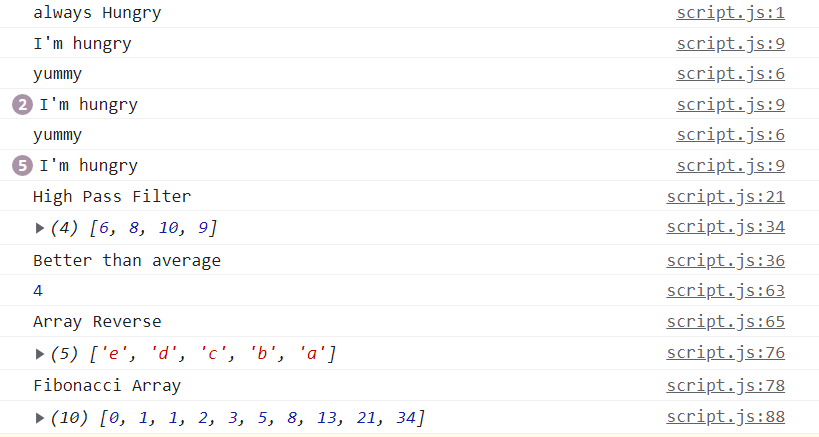 always Hungry script.js:1
I'm hungry script.js:9
yummy script.js:6
2 I'm hungry script.js:9
yummy script.js:6
5 I'm hungry script.js:9
High Pass Filter script.js:21
(4) [6, 8, 10, 9] script.js:34
Better than average script.js:36
4 script.js:63
Array Reverse script.js:65
(5) ['e', 'd', 'c', 'b', 'a'] script.js:76
Fibonacci Array script.js:78
(10) [0, 1, 1, 2, 3, 5, 8, 13, 21, 34] script.js:88